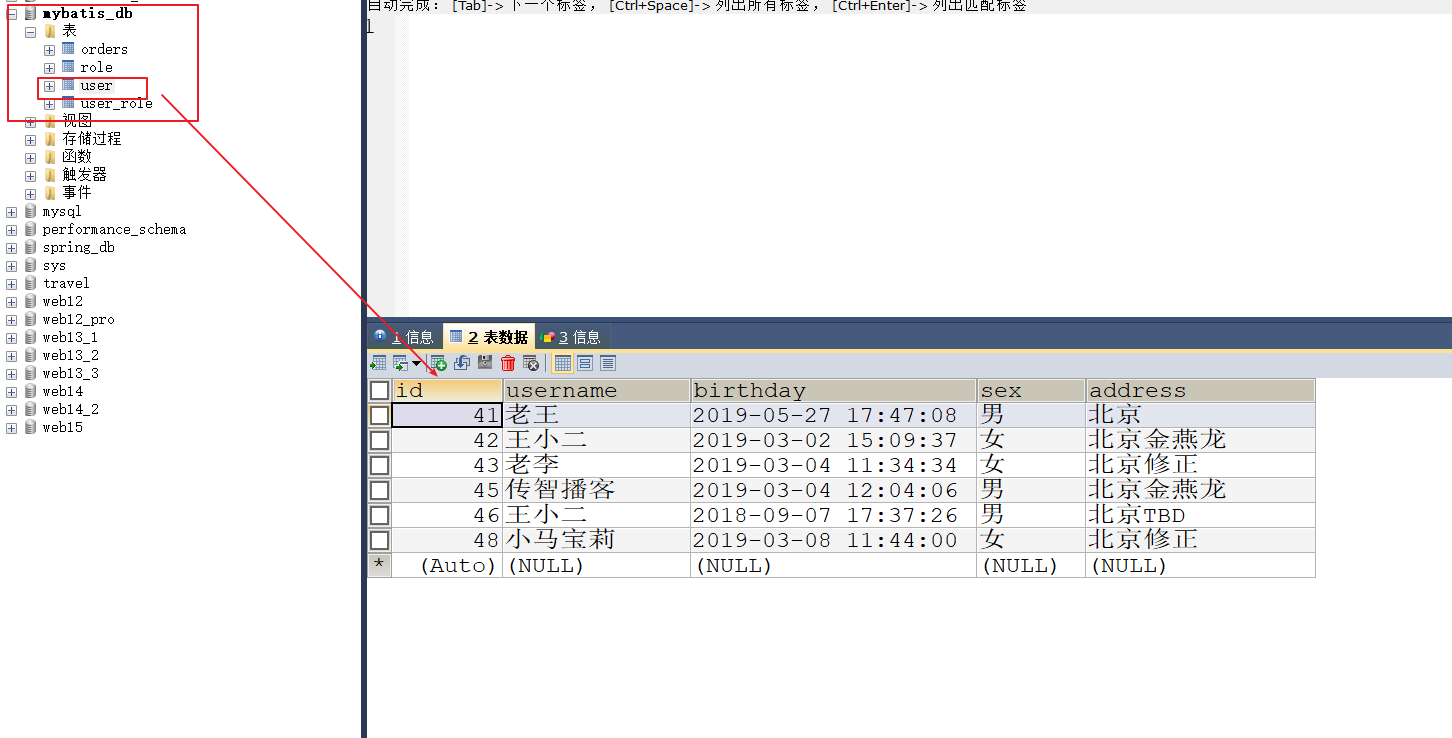 mybatis_db
表
orders
role
user
user_role
视图
存储过程
函数
触发器
事件
mysql
performance_schema
spring_db
sys
travel
web12
web12_pro
web13_1
web13_2
web13_3
web14
web14_2
web15
自动完成: [Tab]-> 下一个标签, [Ctrl+Space]-> 列出所有标签, [Ctrl+Enter]-> 列出匹配标签
1
1 信息 2 表数据 3 信息
id username birthday sex address
41 老王 2019-05-27 17:47:08 男 北京
42 王小二 2019-03-02 15:09:37 女 北京金燕龙
43 老李 2019-03-04 11:34:34 女 北京修正
45 传智播客 2019-03-04 12:04:06 男 北京金燕龙
46 王小二 2018-09-07 17:37:26 男 北京TBD
48 小马宝莉 2019-03-08 11:44:00 女 北京修正
* (Auto) (NULL) (NULL) (NULL) (NULL)